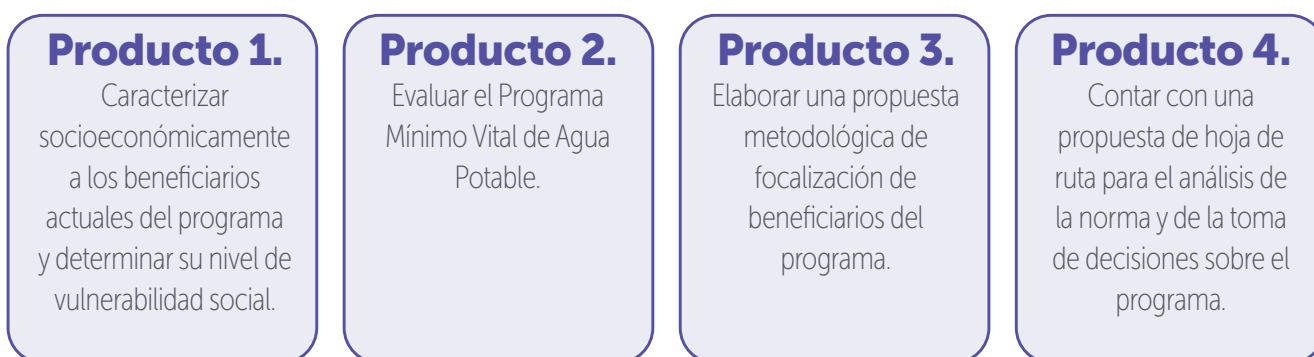 Producto 1.
Caracterizar
socioeconómicamente
a los beneficiarios
actuales del programa
y determinar su nivel de
vulnerabilidad social.
Producto 2.
Evaluar el Programa
Mínimo Vital de Agua
Potable.
Producto 3.
Elaborar una propuesta
metodológica de
focalización de
beneficiarios del
programa.
Producto 4.
Contar con una
propuesta de hoja de
ruta para el análisis de
la norma y de la toma
de decisiones sobre el
programa.